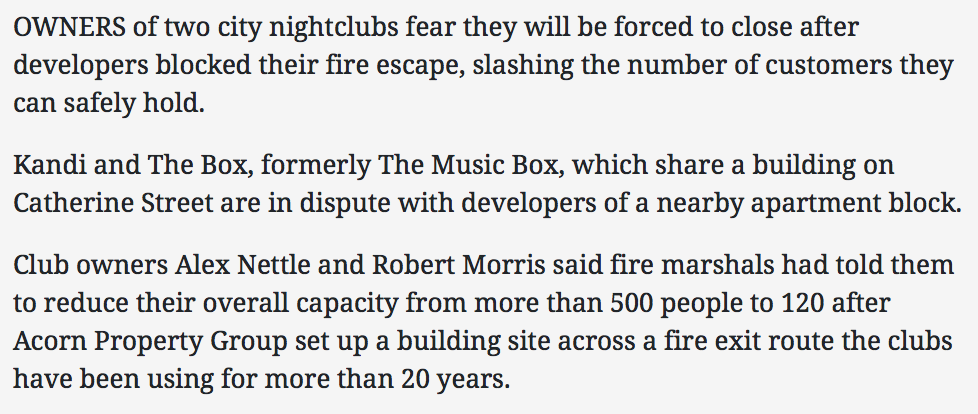 OWNERS of two city nightclubs fear they will be forced to close after
developers blocked their fire escape, slashing the number of customers they
can safely hold.
Kandi and The Box, formerly The Music Box, which share a building on
Catherine Street are in dispute with developers of a nearby apartment block.
Club owners Alex Nettle and Robert Morris said fire marshals had told them
to reduce their overall capacity from more than 500 people to 120 after
Acorn Property Group set up a building site across a fire exit route the clubs
have been using for more than 20 years.